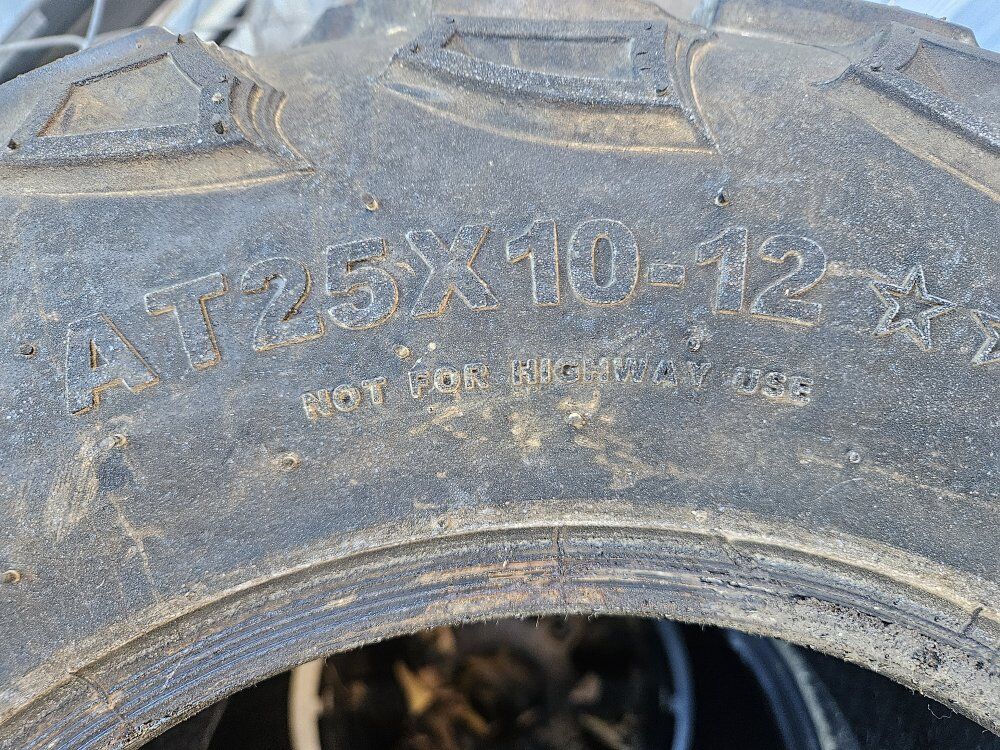 AT25X10-12 ☆☆
NOT FOR HIGHWAY USE